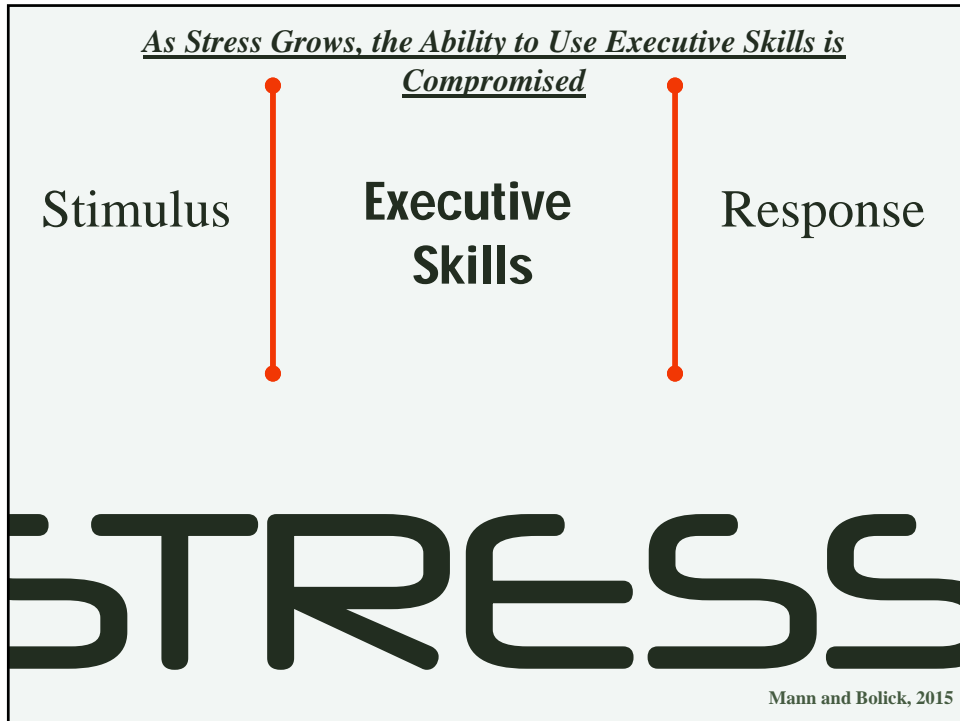 As Stress Grows, the Ability to Use Executive Skills is
Compromised
Stimulus
Executive
Skills
Response
STRESS
Mann and Bolick, 2015